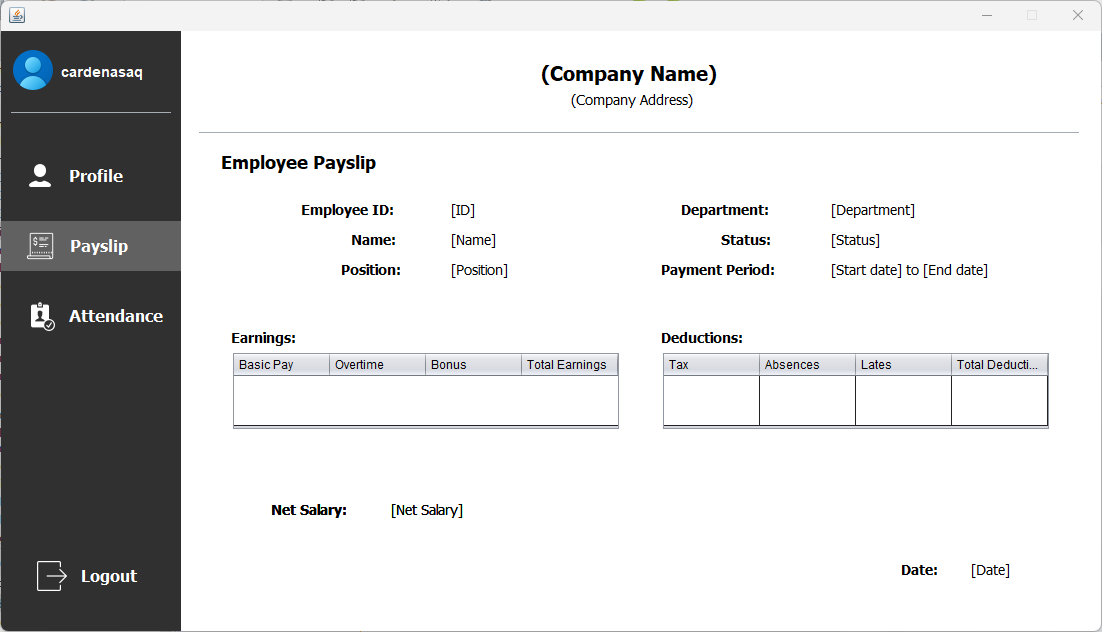 cardenasaq
Profile
Payslip
Attendance
Logout
(Company Name)
(Company Address)
Employee Payslip
Employee ID: [ID] Department: [Department]
Name: [Name] Status: [Status]
Position: [Position] Payment Period: [Start date] to [End date]
Earnings: Deductions:
Basic Pay Overtime Bonus Total Earnings Tax Absences Lates Total Deducti...
Net Salary: [Net Salary]
Date: [Date]